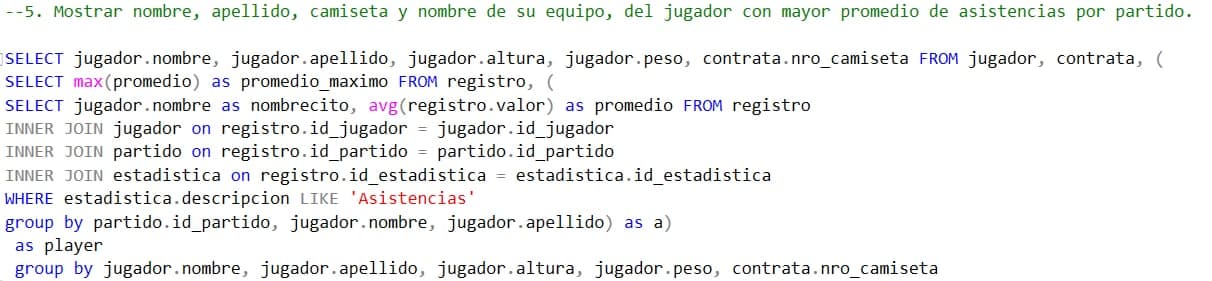 --5. Mostrar nombre, apellido, camiseta y nombre de su equipo, del jugador con mayor promedio de asistencias por partido.
SELECT jugador.nombre, jugador.apellido, jugador.altura, jugador.peso, contrata.nro_camiseta FROM jugador, contrata, (
SELECT max(promedio) as promedio_maximo FROM registro, (
SELECT jugador.nombre as nombrecito, avg(registro.valor) as promedio FROM registro
INNER JOIN jugador on registro.id_jugador = jugador.id_jugador
INNER JOIN partido on registro.id_partido = partido.id_partido
INNER JOIN estadistica on registro.id_estadistica = estadistica.id_estadistica
WHERE estadistica.descripcion LIKE 'Asistencias'
group by partido.id_partido, jugador.nombre, jugador.apellido) as a)
as player
group by jugador.nombre, jugador.apellido, jugador.altura, jugador.peso, contrata.nro_camiseta